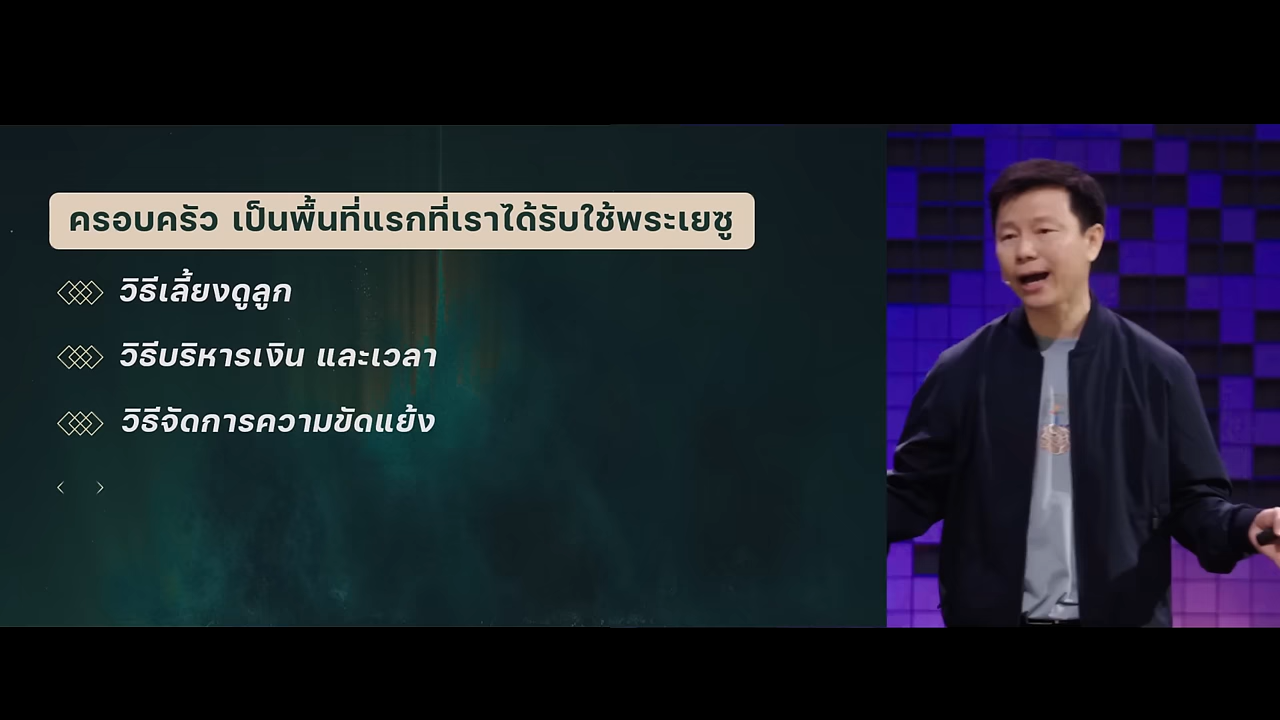 ครอบครัว เป็นพื้นที่แรกที่เราได้รับใช้พระเยซู
วิธีเลี้ยงดูลูก
วิธีบริหารเงิน และเวลา
วิธีจัดการความขัดแย้ง